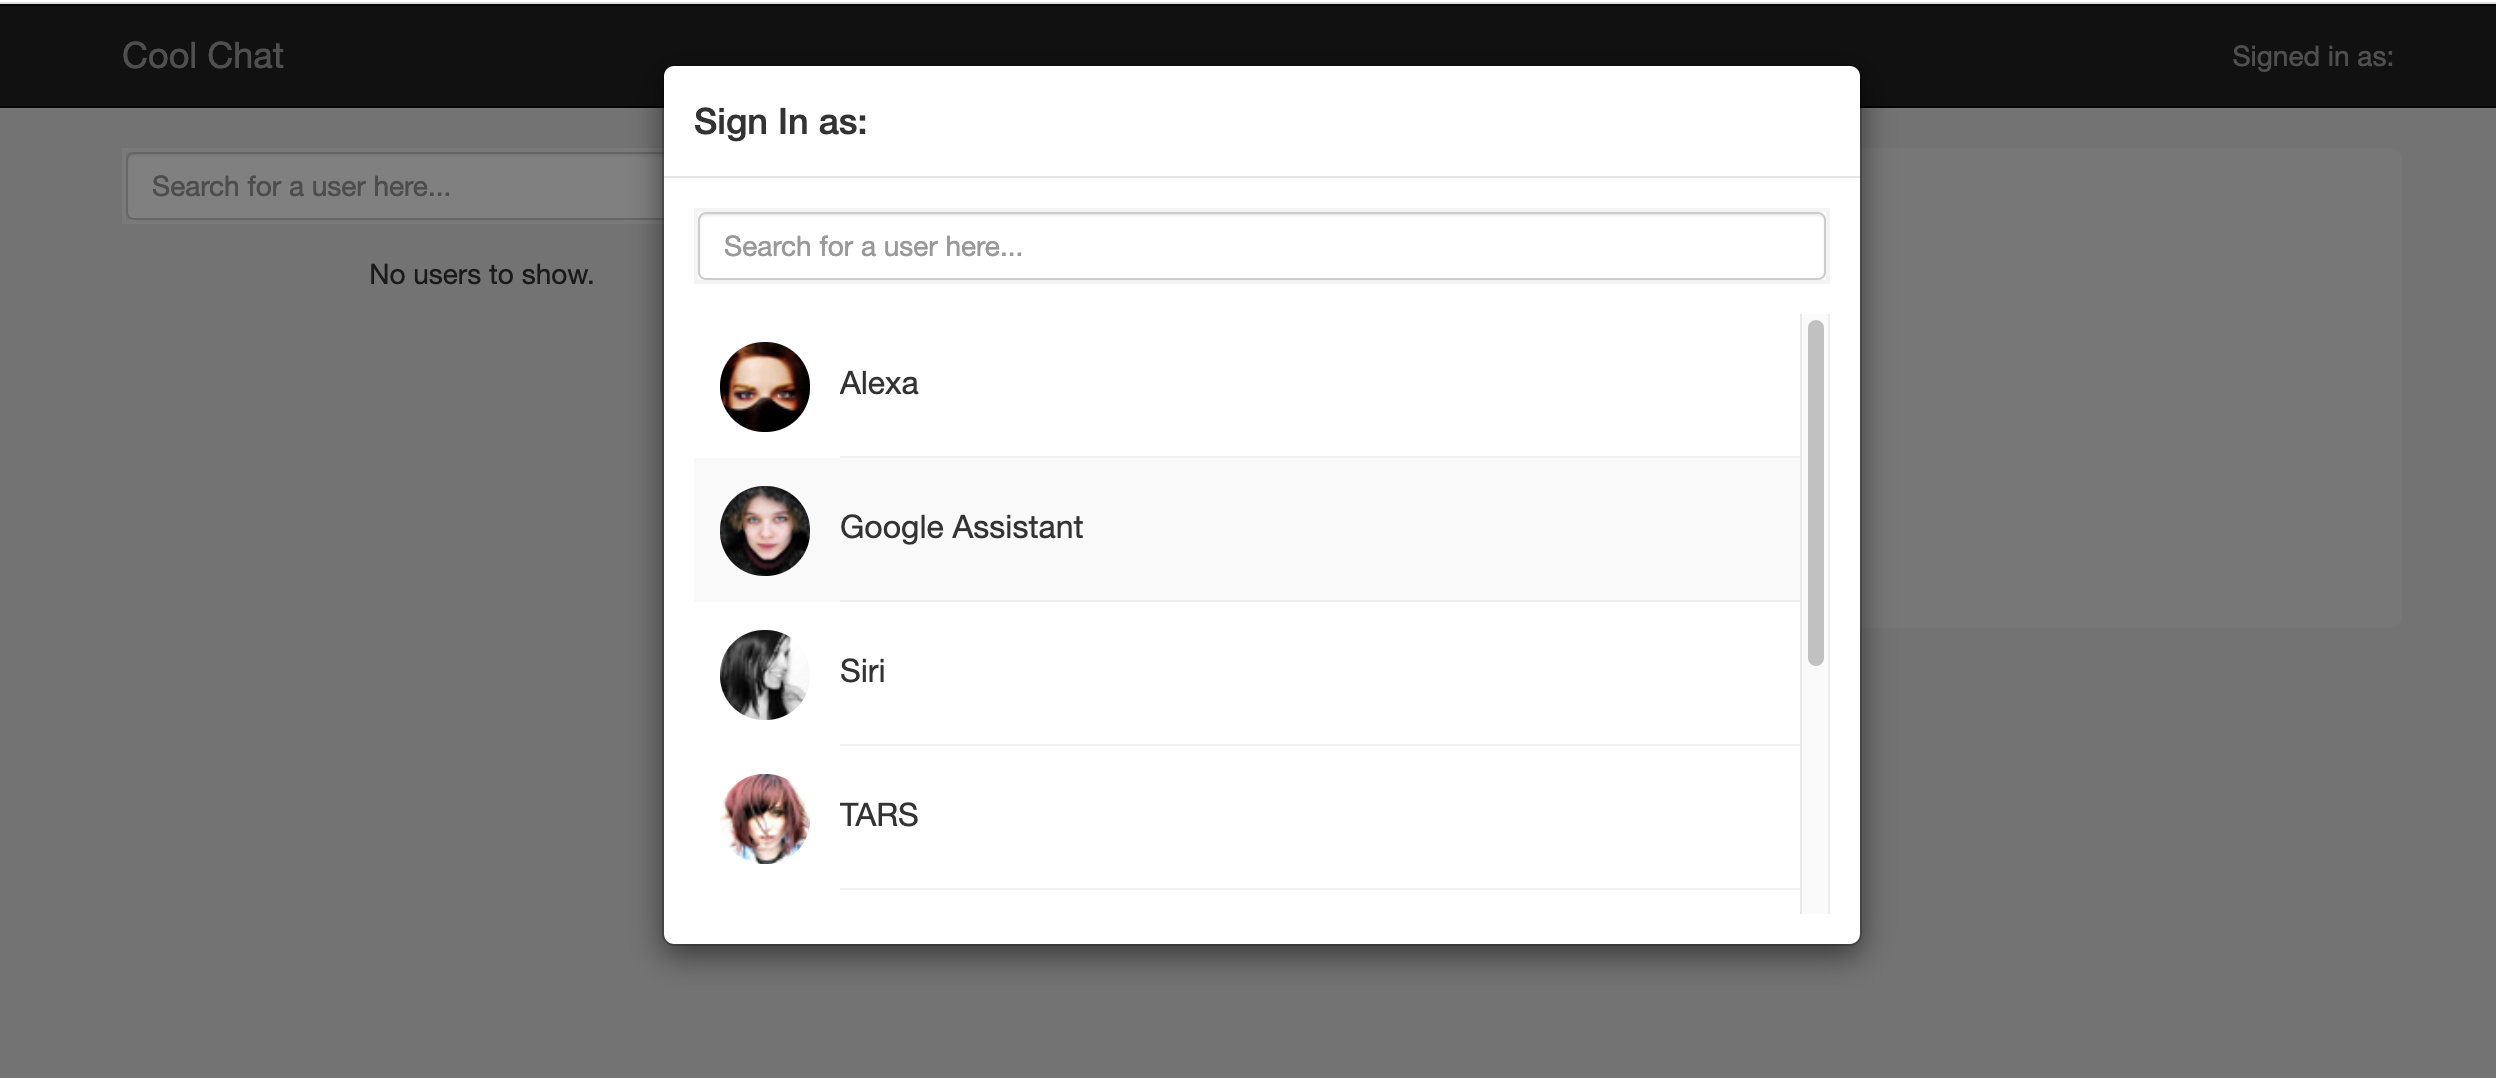 Cool Chat
Signed in as:
Search for a user here...
No users to show.
Sign In as:
Search for a user here...
Alexa
Google Assistant
Siri
TARS